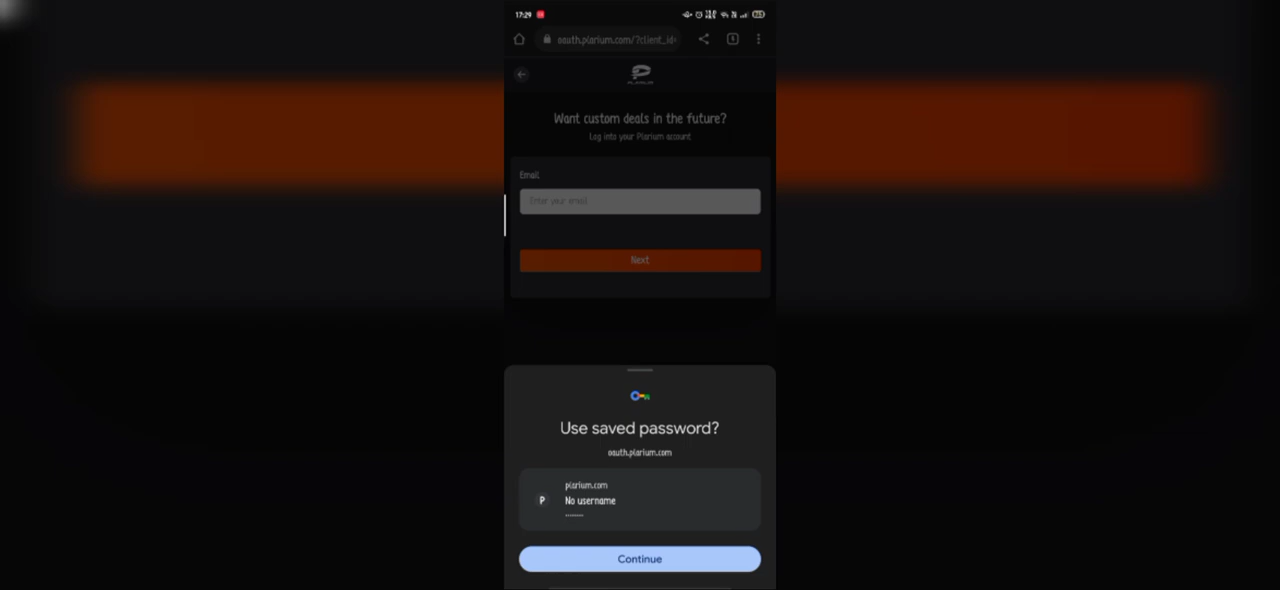 17:29
oauth.plarium.com/?client_id=
PLARIUM
Want custom deals in the future?
Log into your Plarium account
Email
Enter your email
Next
Use saved password?
oauth.plarium.com
P
plarium.com
No username
········
Continue